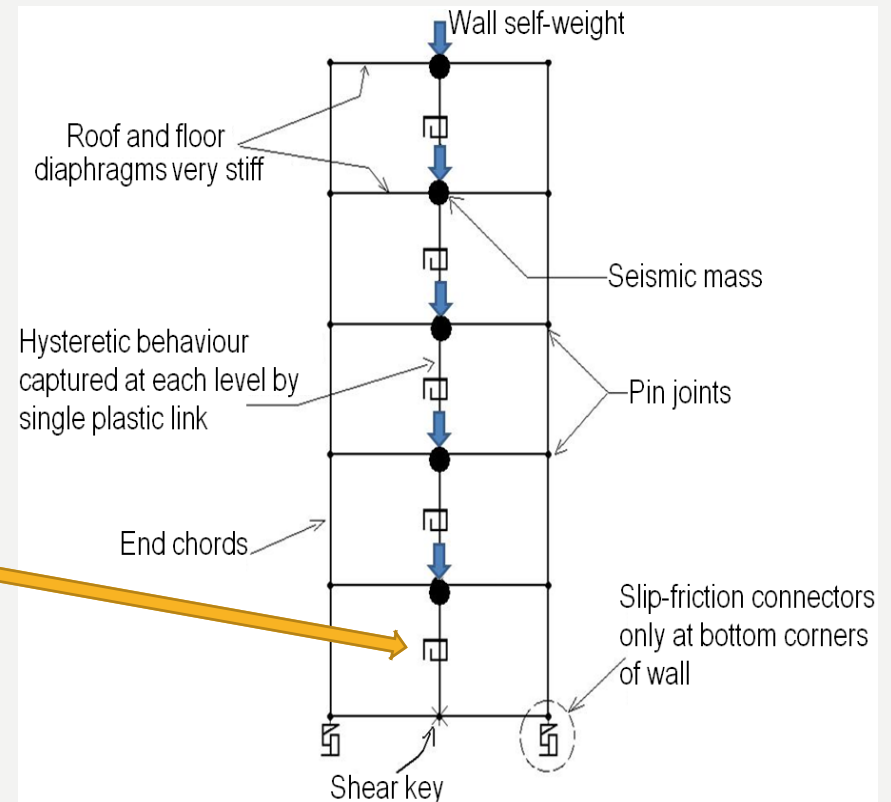 Wall self-weight
Roof and floor
diaphragms very stiff
Seismic mass
Hysteretic behaviour
captured at each level by
single plastic link
Pin joints
End chords
Slip-friction connectors
only at bottom corners
of wall
Shear key